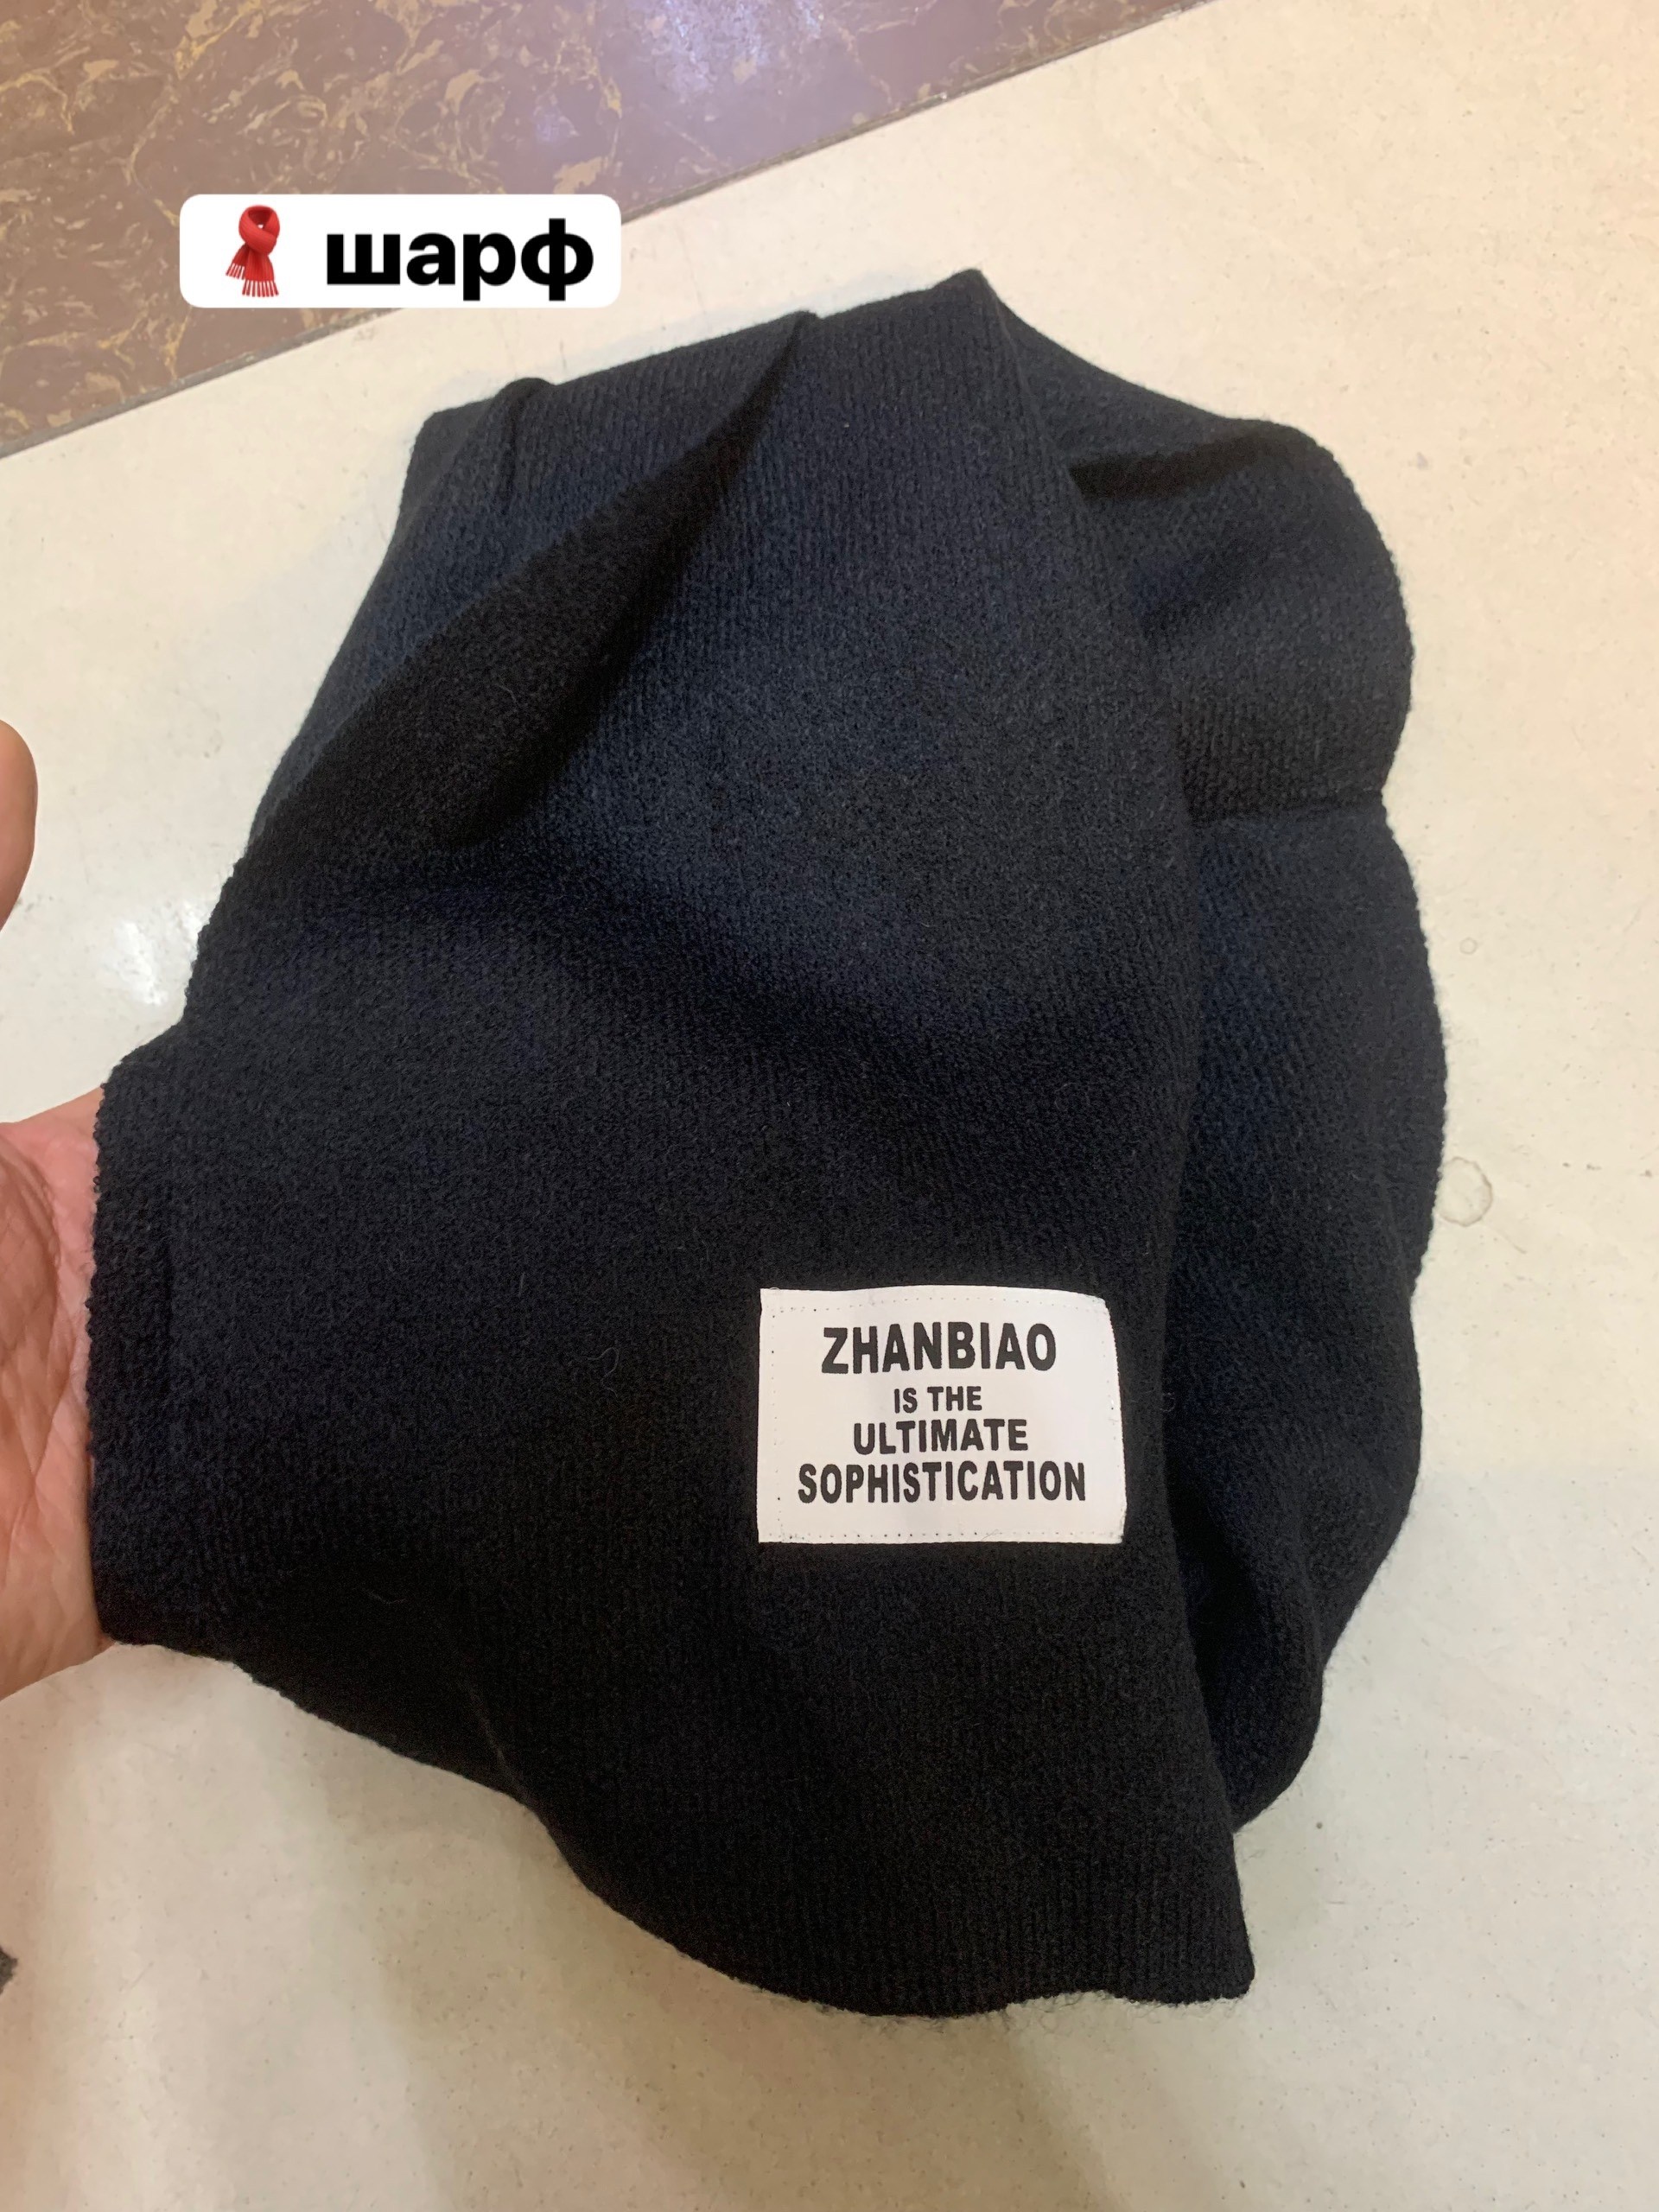 🧣 шарф
ZHANBIAO
IS THE
ULTIMATE
SOPHISTICATION